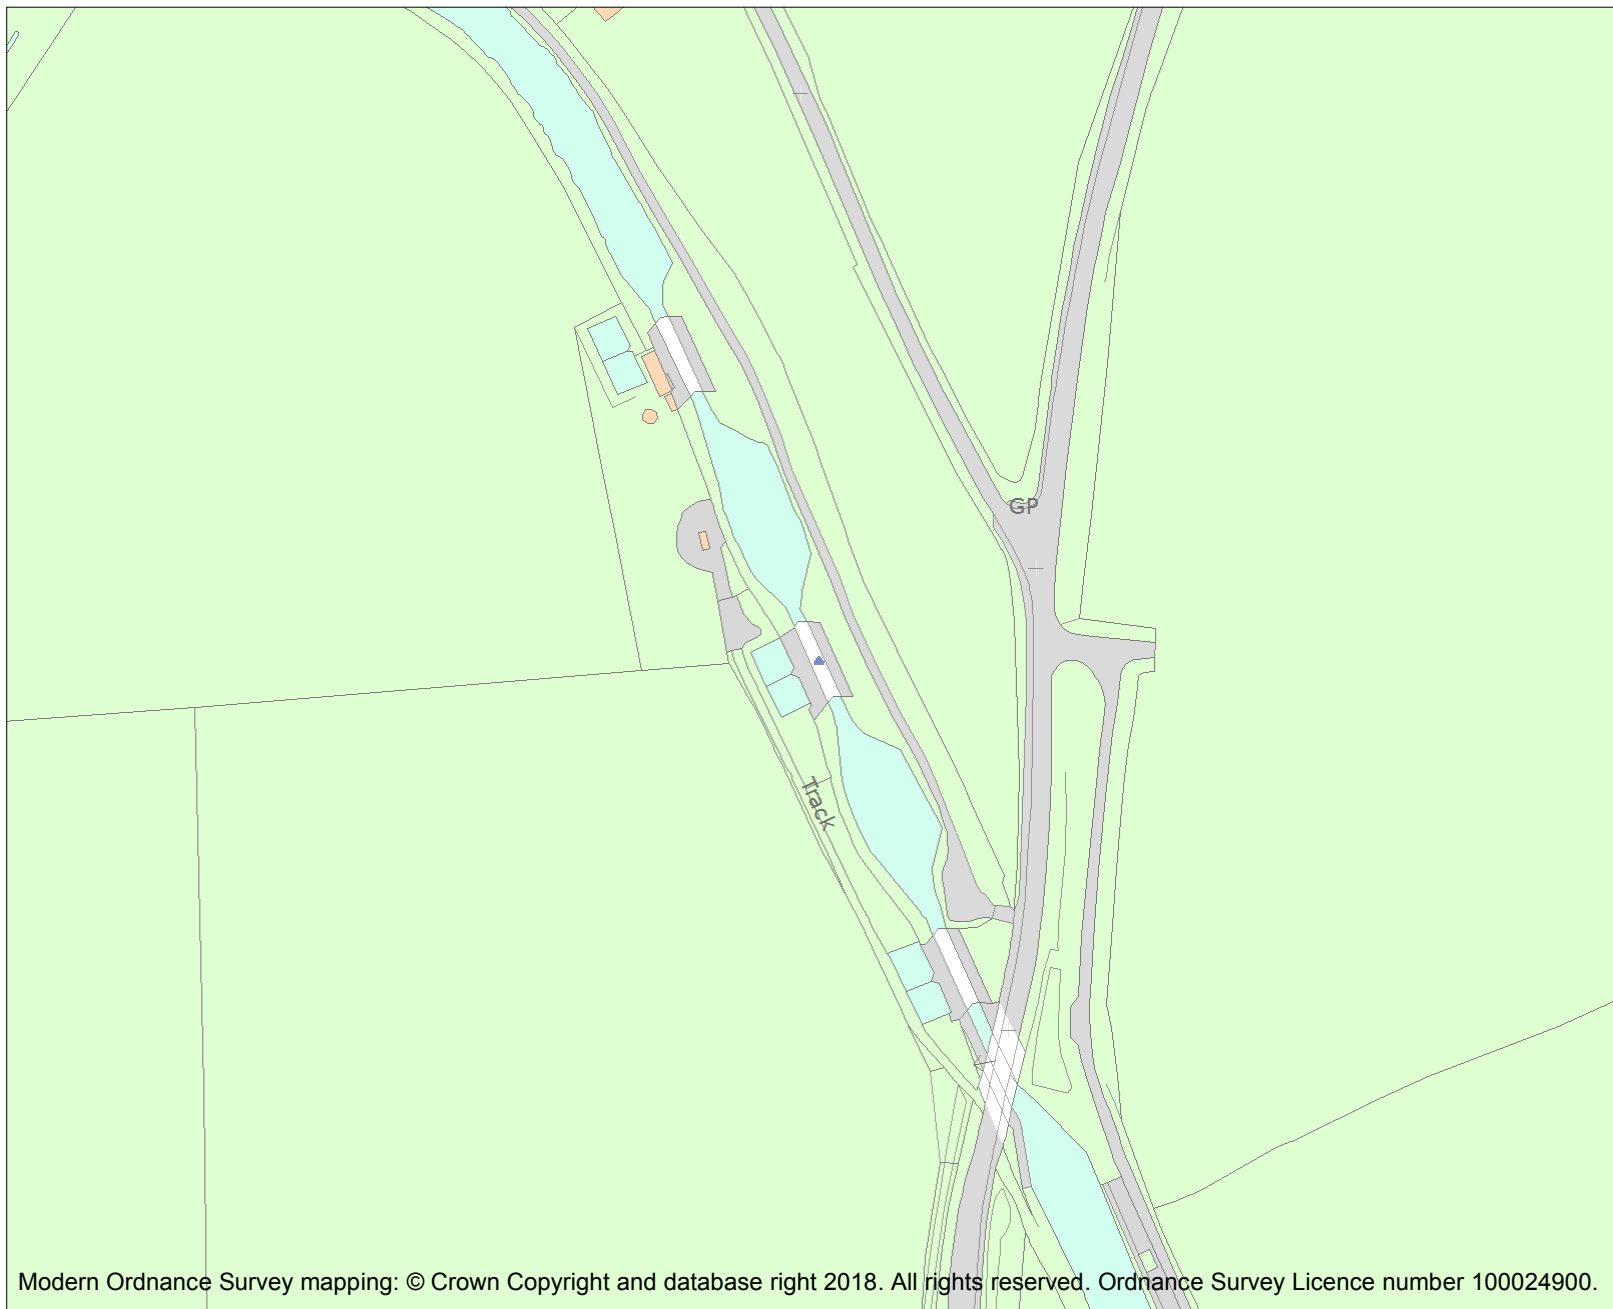 GP
Track
Modern Ordnance Survey mapping: © Crown Copyright and database right 2018. All rights reserved. Ordnance Survey Licence number 100024900.